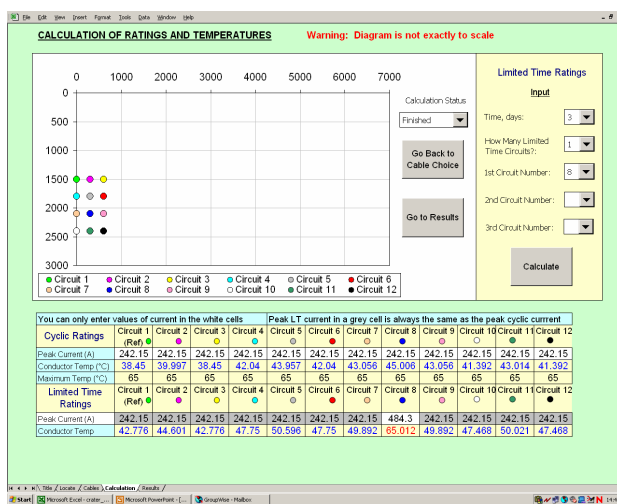 File Edit View Insert Format Tools Data Window Help
CALCULATION OF RATINGS AND TEMPERATURES Warning: Diagram is not exactly to scale
0 1000 2000 3000 4000 5000 6000 7000
0
500
1000
1500
2000
2500
3000
Circuit 1 Circuit 2 Circuit 3 Circuit 4 Circuit 5 Circuit 6
Circuit 7 Circuit 8 Circuit 9 Circuit 10 Circuit 11 Circuit 12
Calculation Status
Finished
Go Back to
Cable Choice
Go to Results
Limited Time Ratings
Input
Time, days: 3
How Many Limited
Time Circuits?: 1
1st Circuit Number: 8
2nd Circuit Number:
3rd Circuit Number:
Calculate
You can only enter values of current in the white cells Peak LT current in a grey cell is always the same as the peak cyclic currrent
Cyclic Ratings Circuit 1 (Ref) Circuit 2 Circuit 3 Circuit 4 Circuit 5 Circuit 6 Circuit 7 Circuit 8 Circuit 9 Circuit 10 Circuit 11 Circuit 12
Peak Current (A) 242.15 242.15 242.15 242.15 242.15 242.15 242.15 242.15 242.15 242.15 242.15 242.15
Conductor Temp (°C) 38.45 39.997 38.45 42.04 43.957 42.04 43.056 45.006 43.056 41.392 43.014 41.392
Maximum Temp (°C) 65 65 65 65 65 65 65 65 65 65 65 65
Limited Time Ratings Circuit 1 (Ref) Circuit 2 Circuit 3 Circuit 4 Circuit 5 Circuit 6 Circuit 7 Circuit 8 Circuit 9 Circuit 10 Circuit 11 Circuit 12
Peak Current (A) 242.15 242.15 242.15 242.15 242.15 242.15 242.15 484.3 242.15 242.15 242.15 242.15
Conductor Temp 42.776 44.601 42.776 47.75 50.596 47.75 49.892 65.012 49.892 47.468 50.021 47.468
Title / Locate / Cables / Calculation / Results /
Start Microsoft Excel - crater_... Microsoft PowerPoint - [... GroupWise - Mailbox